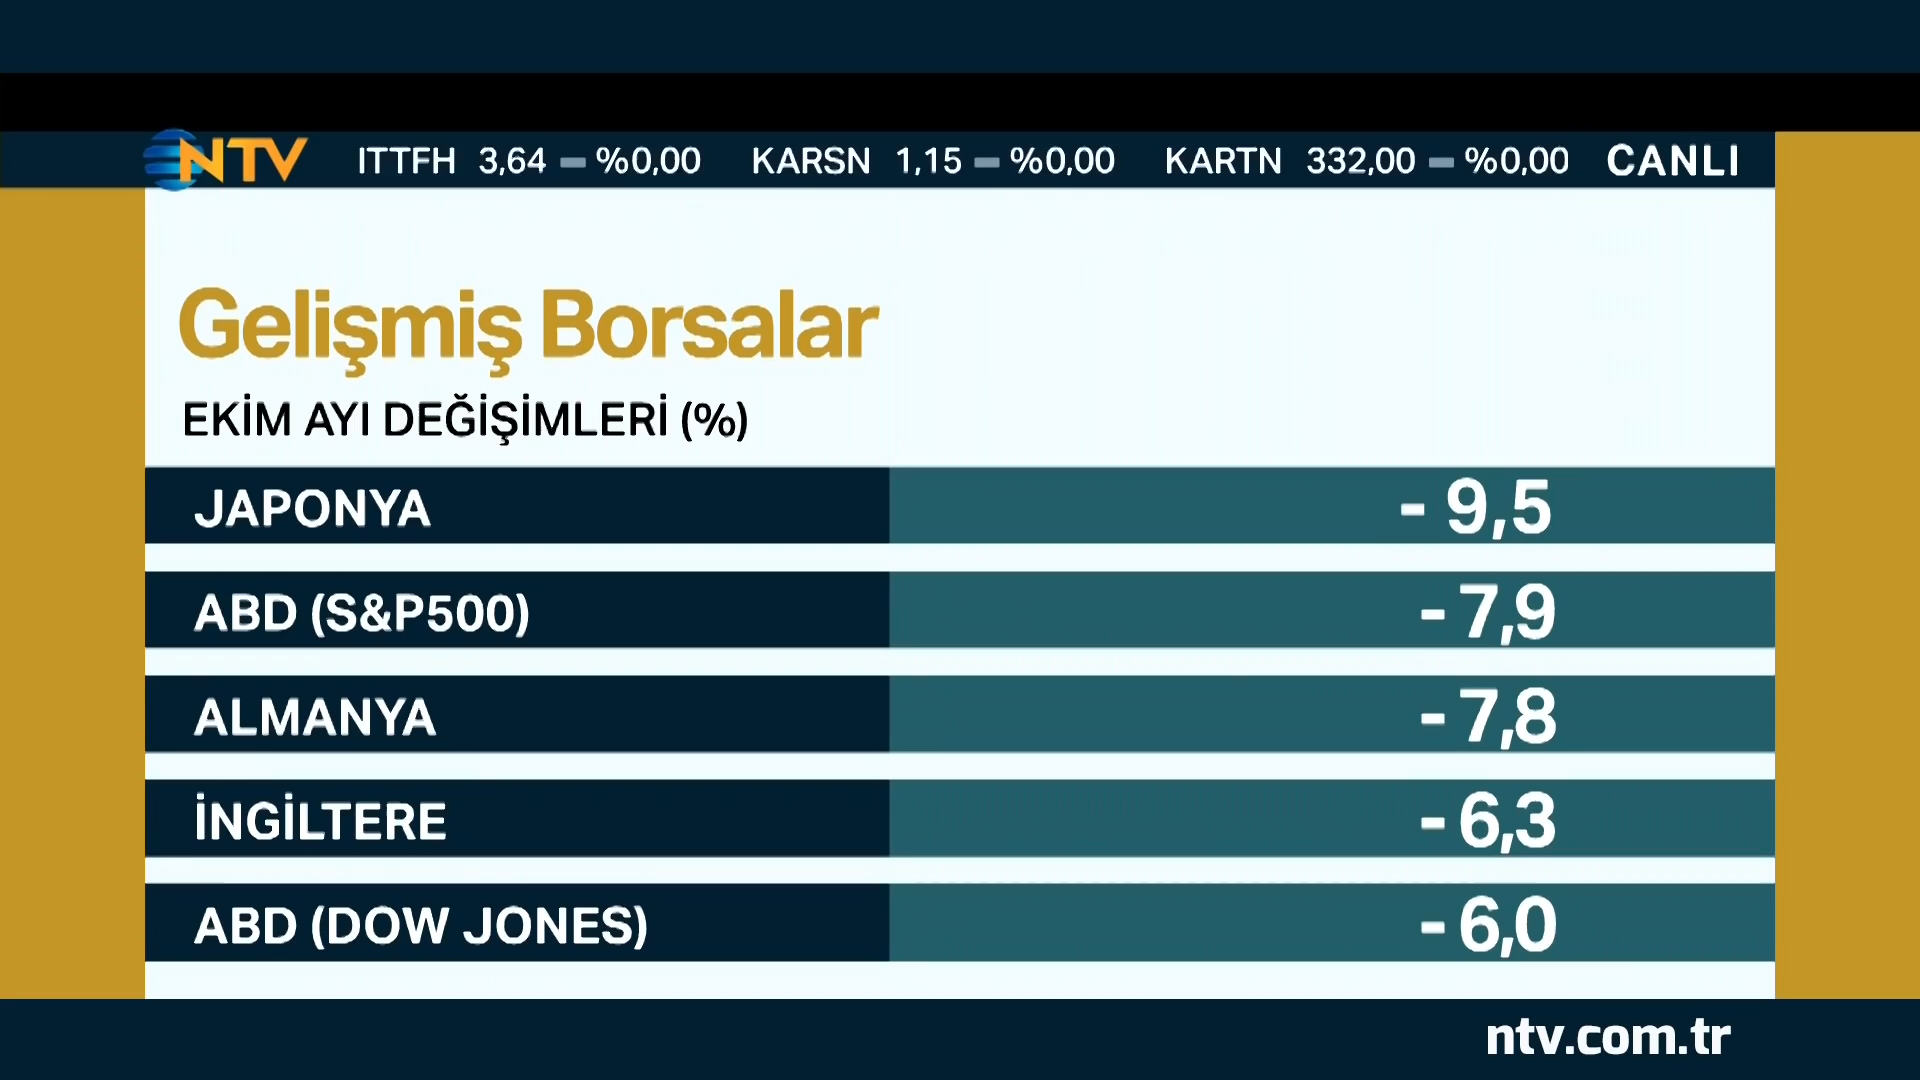 NTV ITTFH 3,64 %0,00 KARSN 1,15 %0,00 KARTN 332,00 %0,00 CANLI
Gelişmiş Borsalar
EKİM AYI DEĞİŞİMLERİ (%)
JAPONYA - 9,5
ABD (S&P500) - 7,9
ALMANYA - 7,8
İNGİLTERE - 6,3
ABD (DOW JONES) - 6,0
ntv.com.tr